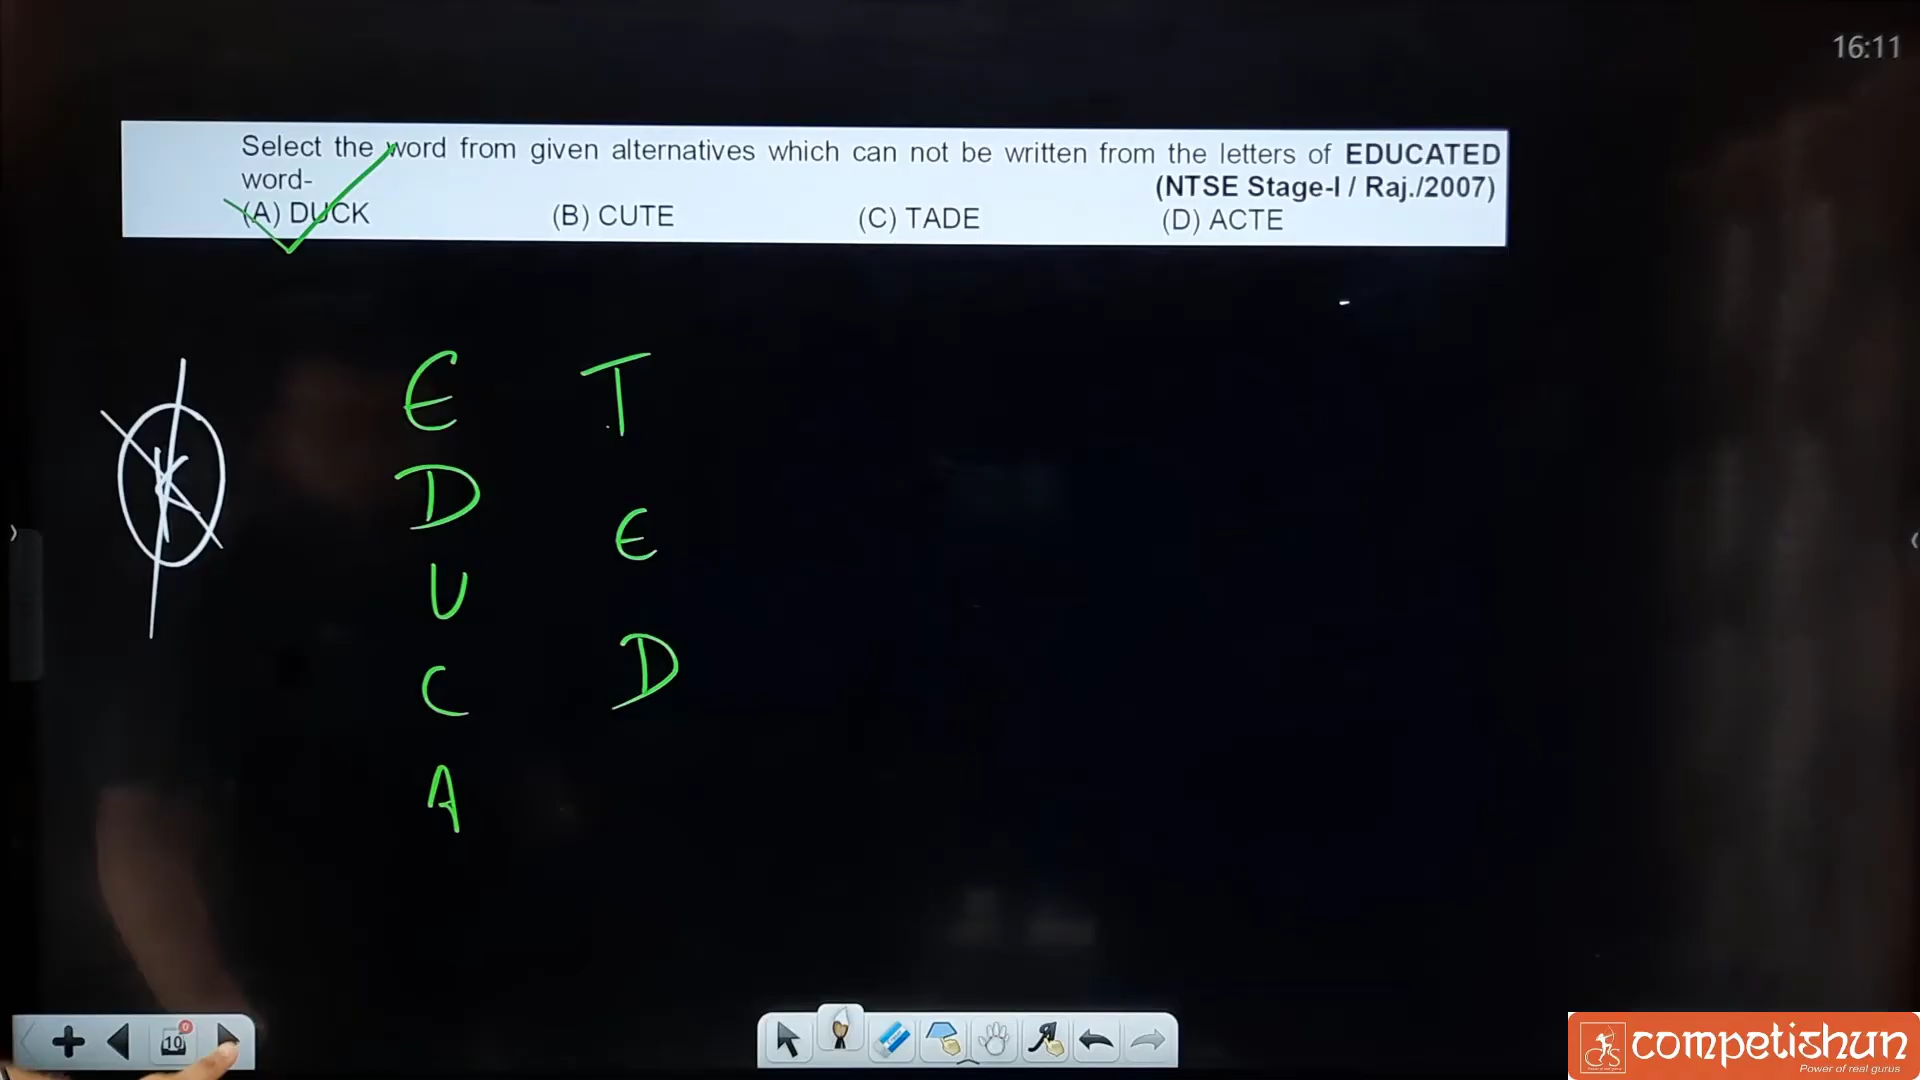 16:11
Select the word from given alternatives which can not be written from the letters of EDUCATED
word- (NTSE Stage-I / Raj./2007)
(A) DUCK (B) CUTE (C) TADE (D) ACTE
K
E T
D E
U D
C
A
10
0
competishun
Power of real gurus